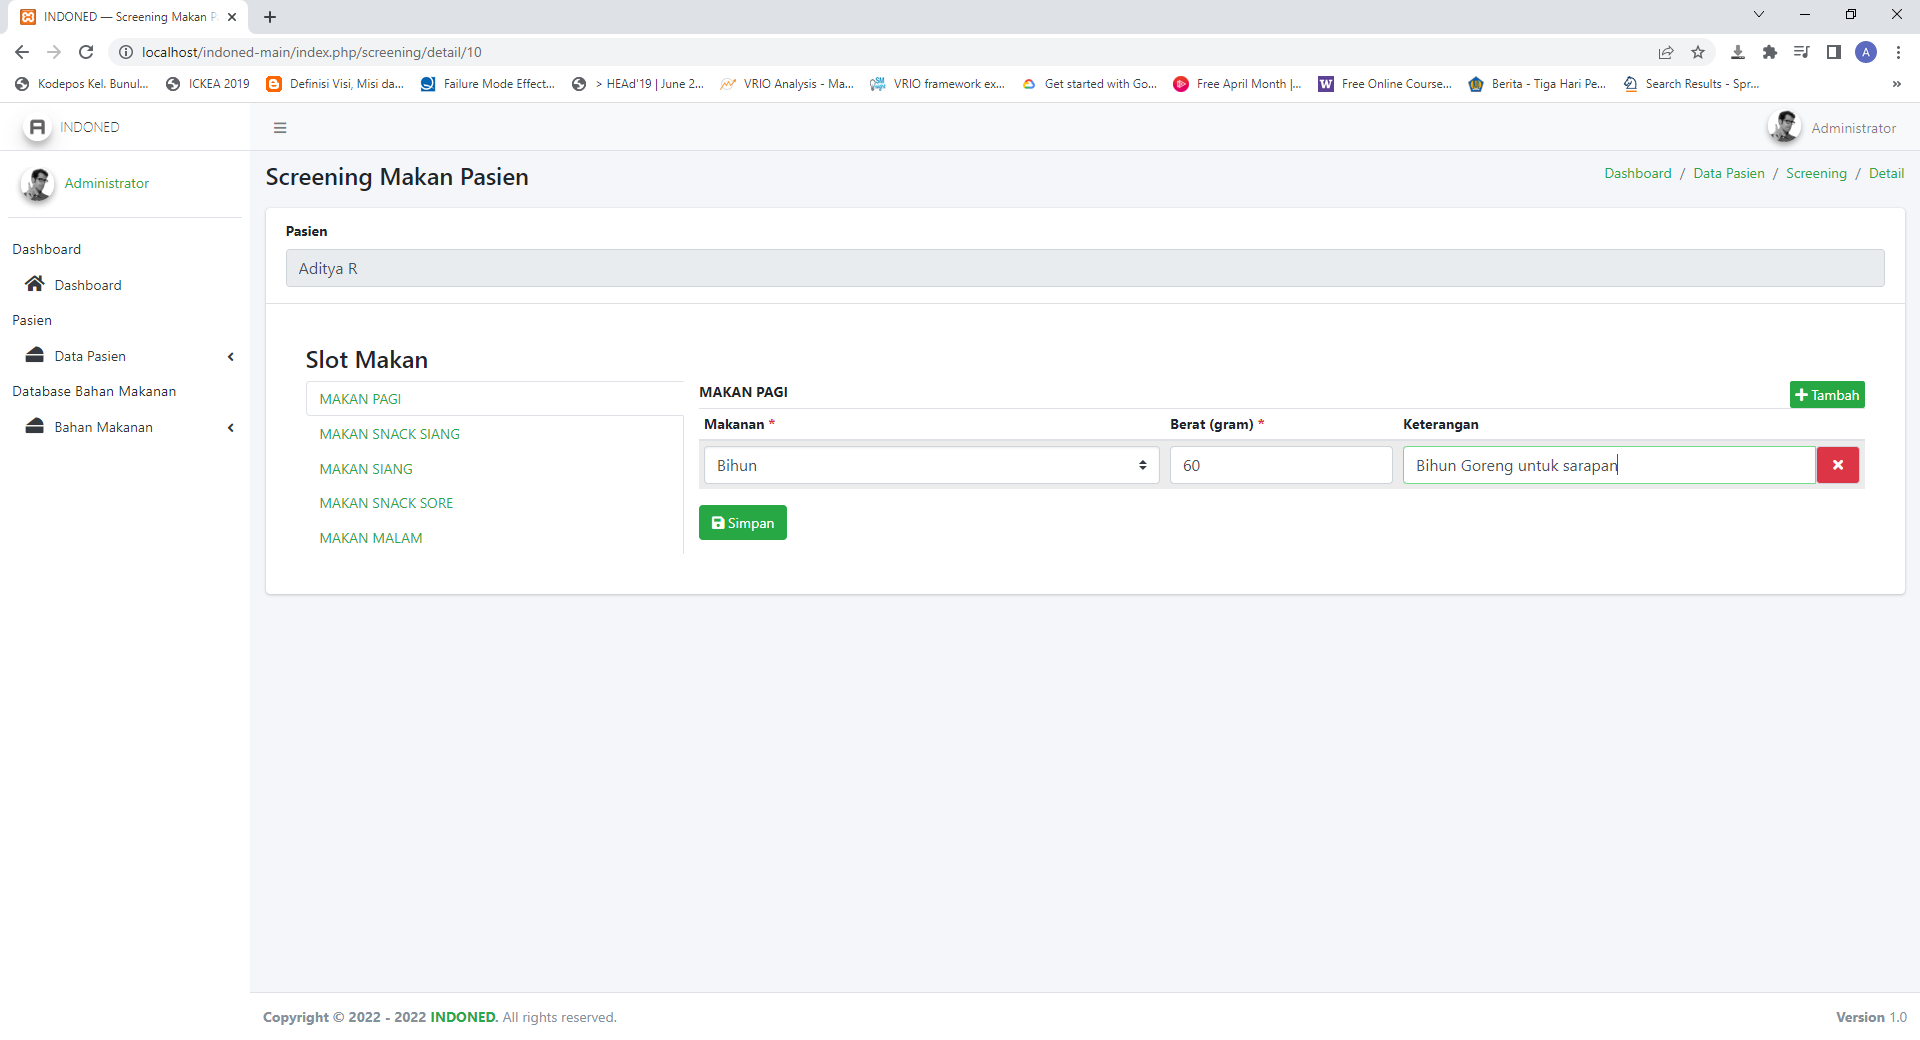 INDONED — Screening Makan P
localhost/indoned-main/index.php/screening/detail/10
A
Kodepos Kel. Bunul... ICKEA 2019 Definisi Visi, Misi da... Failure Mode Effect... > HEAd'19 | June 2... VRIO Analysis - Ma... VRIO framework ex... Get started with Go... Free April Month |... W Free Online Course... Berita - Tiga Hari Pe... Search Results - Spr... »
INDONED
Administrator
Administrator
Dashboard
Dashboard
Pasien
Data Pasien
Database Bahan Makanan
Bahan Makanan
Screening Makan Pasien
Dashboard / Data Pasien / Screening / Detail
Pasien
Aditya R
Slot Makan
MAKAN PAGI
MAKAN SNACK SIANG
MAKAN SIANG
MAKAN SNACK SORE
MAKAN MALAM
MAKAN PAGI
Tambah
Makanan * Berat (gram) * Keterangan
Bihun 60 Bihun Goreng untuk sarapan
Simpan
Copyright © 2022 - 2022 INDONED. All rights reserved.
Version 1.0